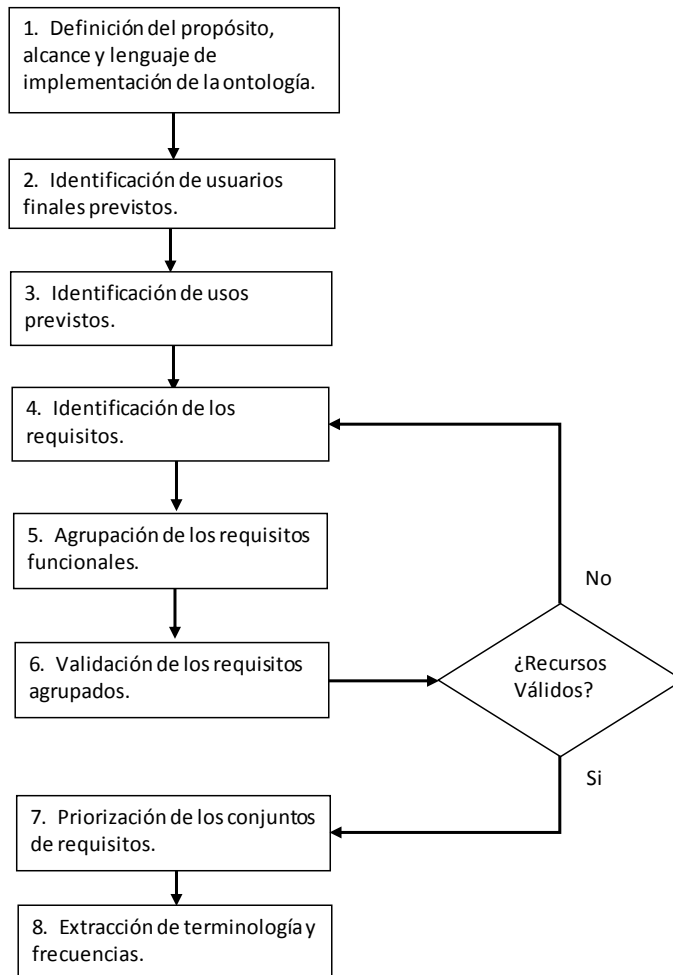 1. Definición del propósito,
alcance y lenguaje de
implementación de la ontología.
2. Identificación de usuarios
finales previstos.
3. Identificación de usos
previstos.
4. Identificación de los
requisitos.
5. Agrupación de los requisitos
funcionales.
No
6. Validación de los requisitos
agrupados.
¿Recursos
Válidos?
Si
7. Priorización de los conjuntos
de requisitos.
8. Extracción de terminología y
frecuencias.